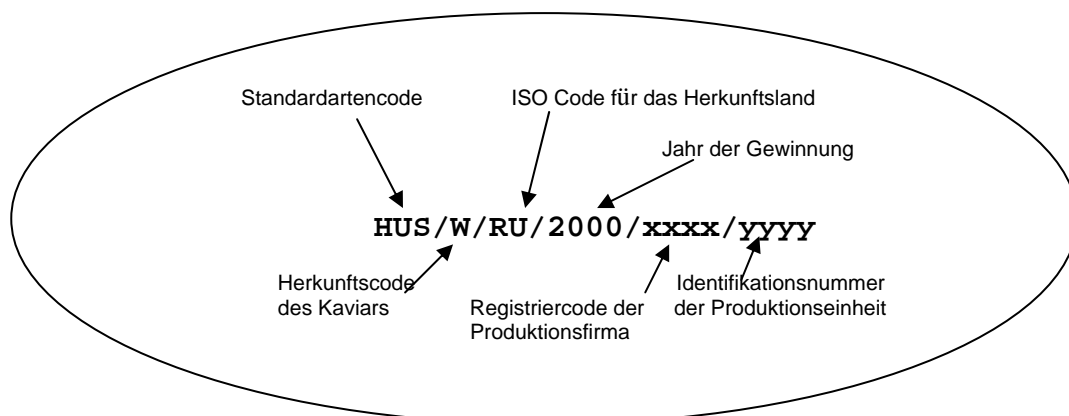 Standardartencode
ISO Code für das Herkunftsland
Jahr der Gewinnung
HUS/W/RU/2000/xxxx/yyyy
Herkunftscode
des Kaviars
Registriercode der
Produktionsfirma
Identifikationsnummer
der Produktionseinheit